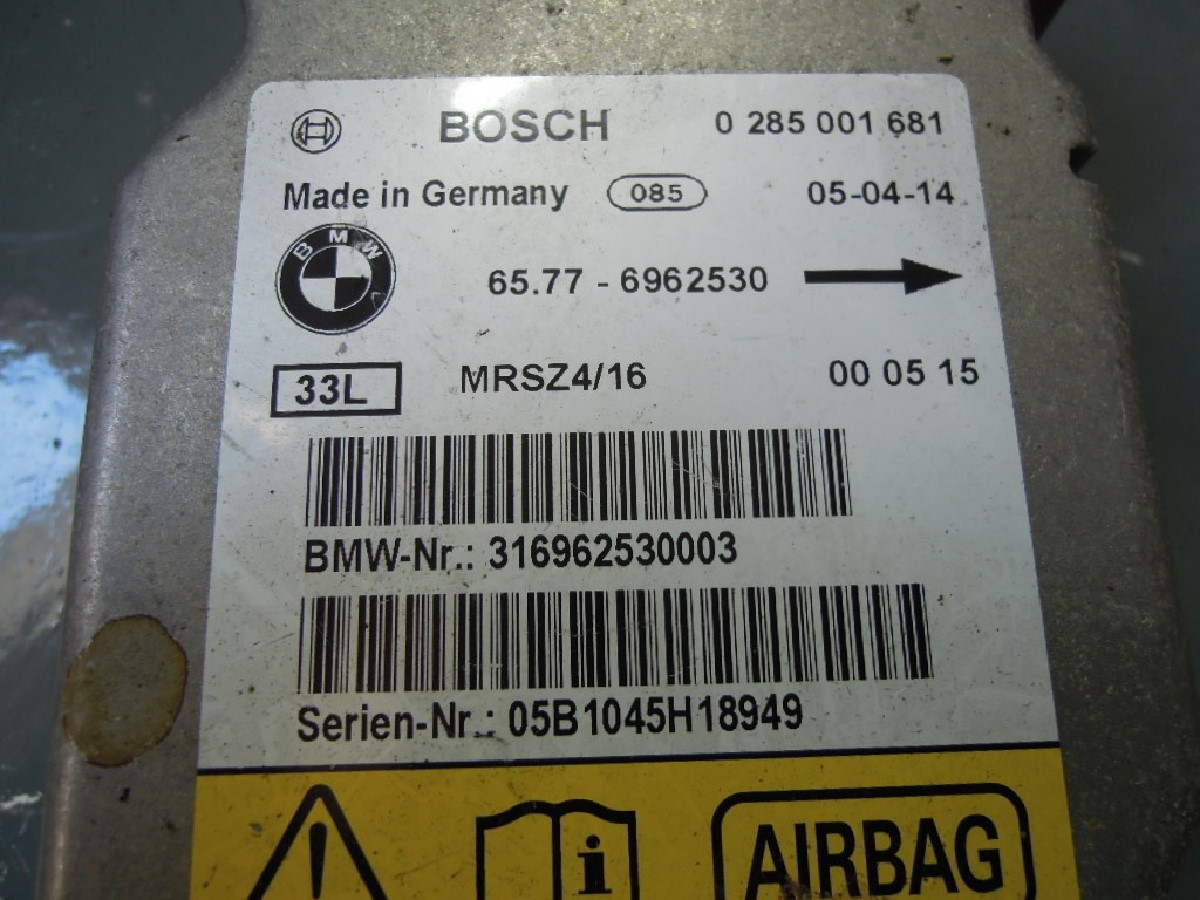 BOSCH 0 285 001 681
Made in Germany 085 05-04-14
BMW
65.77 - 6962530
33L MRSZ4/16 00 05 15
BMW-Nr.: 316962530003
Serien-Nr.: 05B1045H18949
i AIRBAG